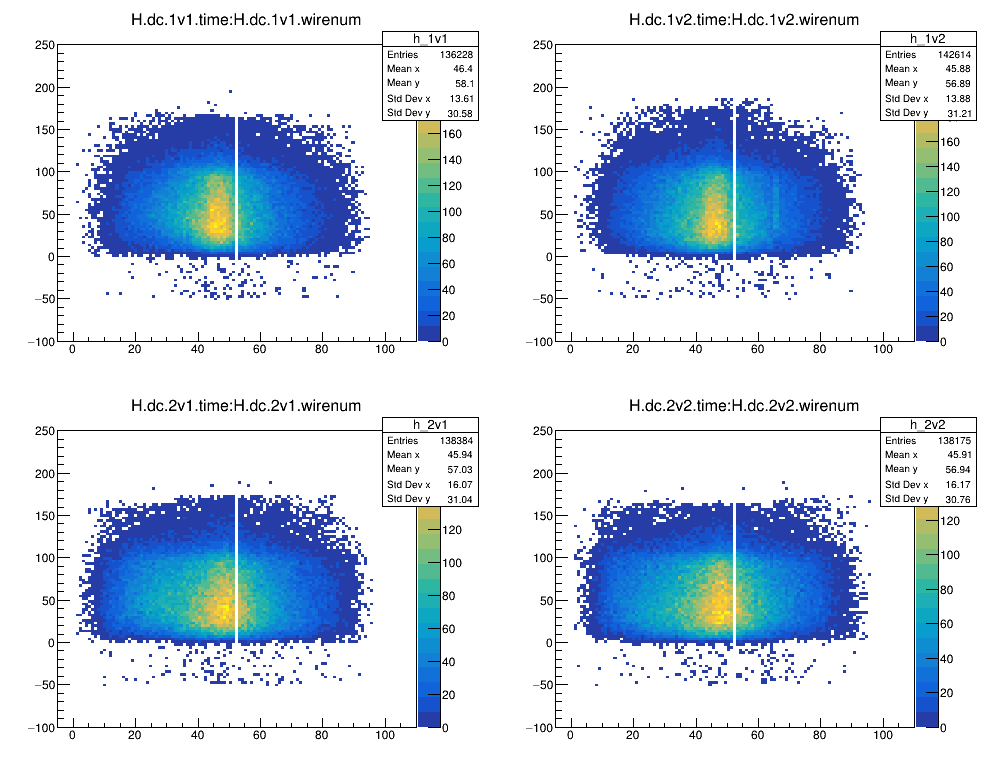 H.dc.1v1.time:H.dc.1v1.wirenum
h_1v1
Entries 136228
Mean x 46.4
Mean y 58.1
Std Dev x 13.61
Std Dev y 30.58
250
200
150
100
50
0
−50
−100
0 20 40 60 80 100
160
140
120
100
80
60
40
20
0
H.dc.1v2.time:H.dc.1v2.wirenum
h_1v2
Entries 142614
Mean x 45.88
Mean y 56.89
Std Dev x 13.88
Std Dev y 31.21
250
200
150
100
50
0
−50
−100
0 20 40 60 80 100
160
140
120
100
80
60
40
20
0
H.dc.2v1.time:H.dc.2v1.wirenum
h_2v1
Entries 138384
Mean x 45.94
Mean y 57.03
Std Dev x 16.07
Std Dev y 31.04
250
200
150
100
50
0
−50
−100
0 20 40 60 80 100
120
100
80
60
40
20
0
H.dc.2v2.time:H.dc.2v2.wirenum
h_2v2
Entries 138175
Mean x 45.91
Mean y 56.94
Std Dev x 16.17
Std Dev y 30.76
250
200
150
100
50
0
−50
−100
0 20 40 60 80 100
120
100
80
60
40
20
0